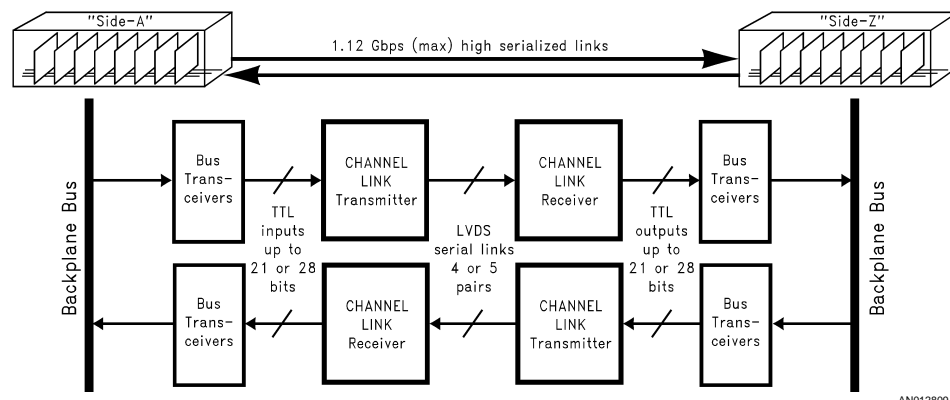 "Side-A"
"Side-Z"
1.12 Gbps (max) high serialized links
Backplane Bus
Bus
Trans-
ceivers
TTL
inputs
up to
21 or 28
bits
CHANNEL
LINK
Transmitter
LVDS
serial links
4 or 5
pairs
CHANNEL
LINK
Receiver
TTL
outputs
up to
21 or 28
bits
Bus
Trans-
ceivers
Backplane Bus
Bus
Trans-
ceivers
CHANNEL
LINK
Receiver
CHANNEL
LINK
Transmitter
Bus
Trans-
ceivers